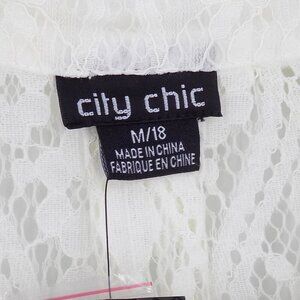 city chic
M/18
MADE IN CHINA
FABRIQUE EN CHINE